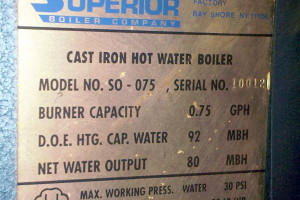 SUPERIOR
BOILER COMPANY
FACTORY
BAY SHORE NY
CAST IRON HOT WATER BOILER
MODEL NO. SO - 075 , SERIAL NO.
BURNER CAPACITY 0.75 GPH
D.O.E. HTG. CAP. WATER 92 MBH
NET WATER OUTPUT 80 MBH
MAX. WORKING PRESS. WATER 30 PSI